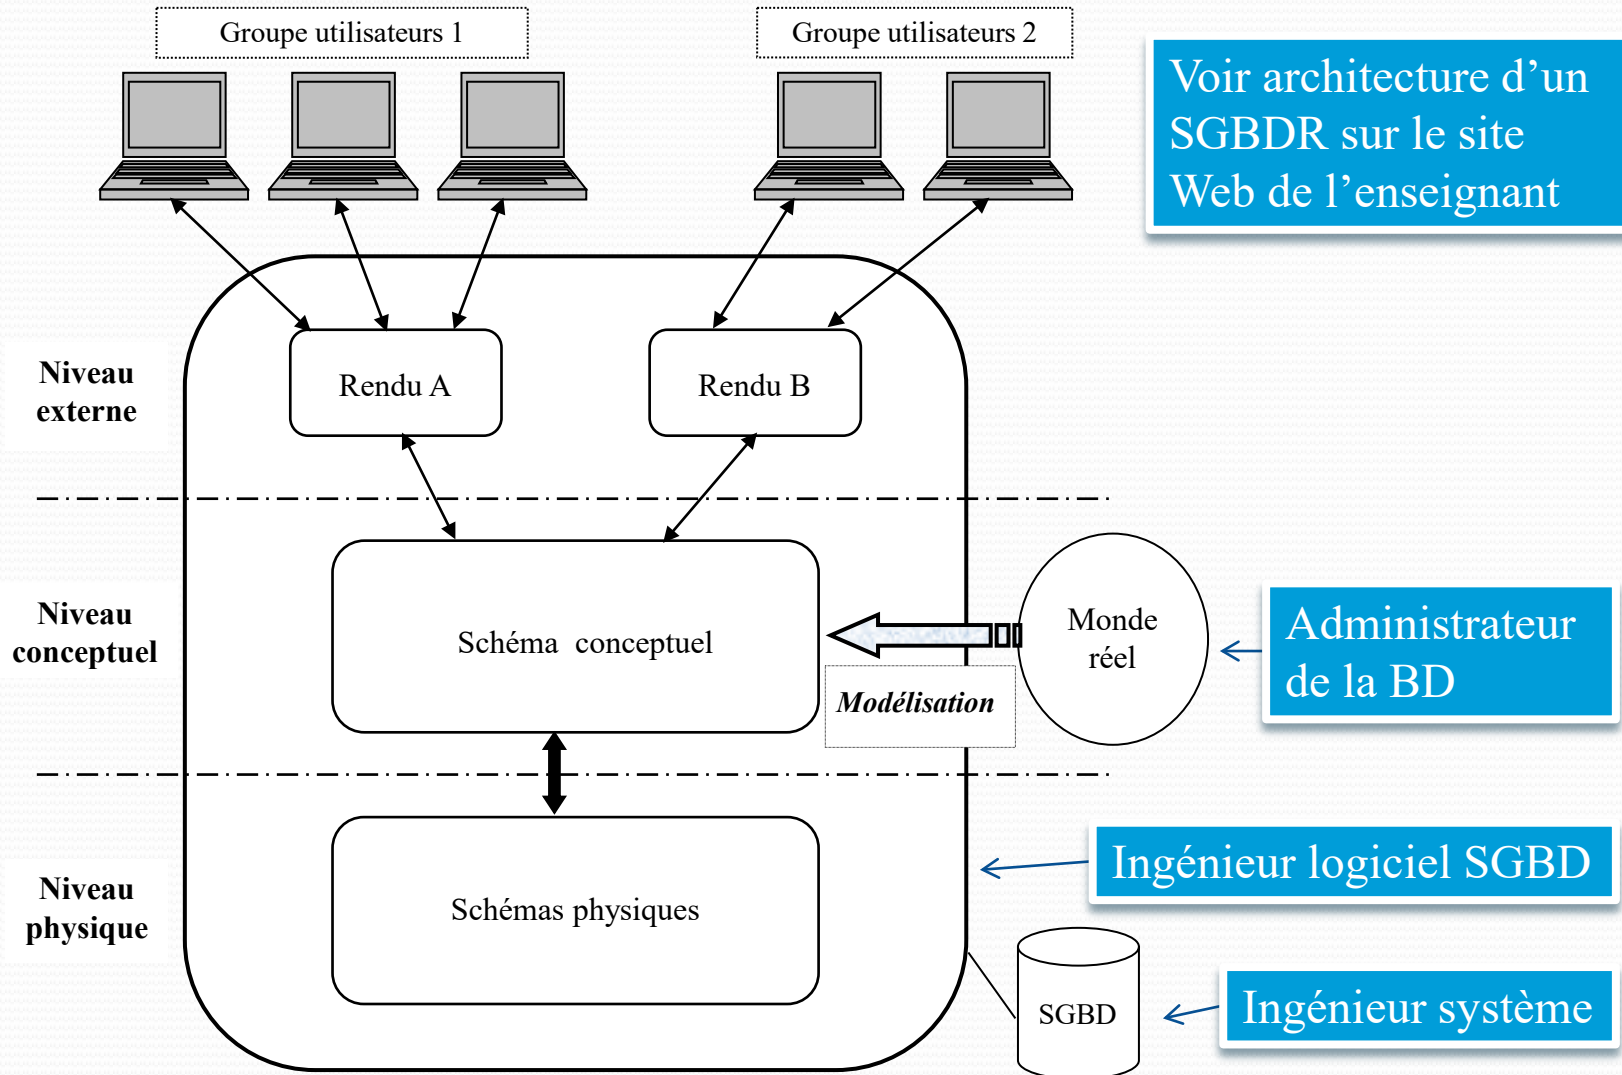 Groupe utilisateurs 1
Groupe utilisateurs 2
Voir architecture d’un
SGBDR sur le site
Web de l’enseignant
Niveau
externe
Rendu A
Rendu B
Niveau
conceptuel
Schéma conceptuel
Modélisation
Monde
réel
Administrateur
de la BD
Niveau
physique
Schémas physiques
Ingénieur logiciel SGBD
SGBD
Ingénieur système